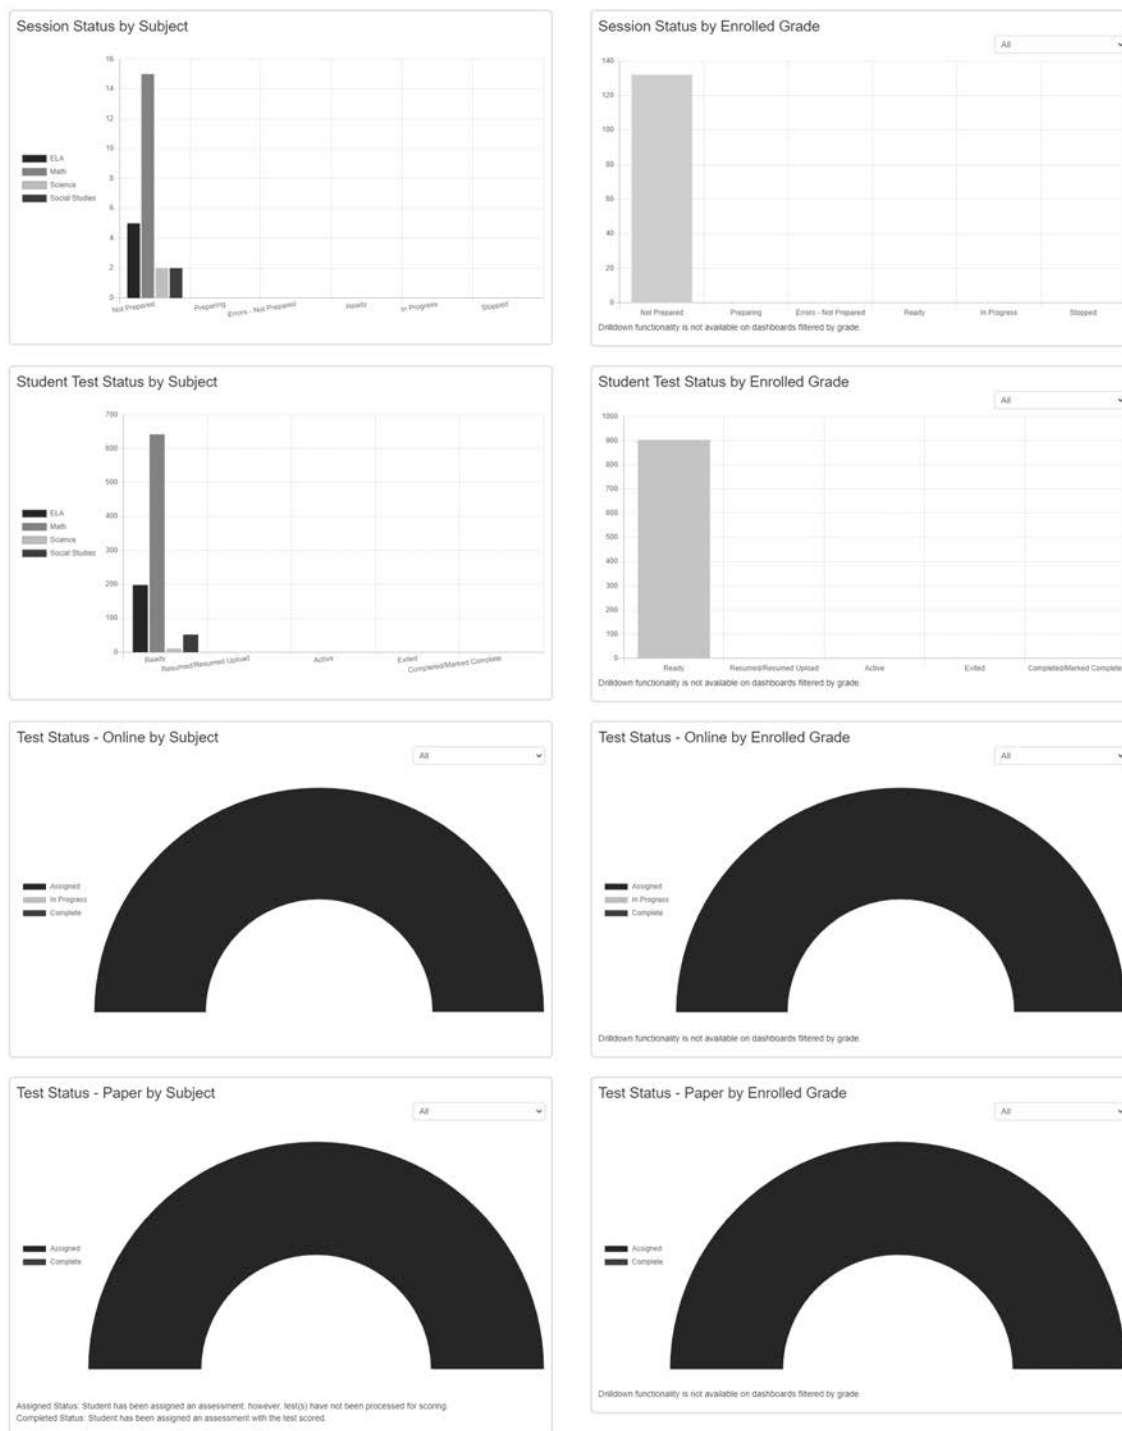 Session Status by Subject
16
14
12
10
8
6
4
2
0
ELA
Math
Science
Social Studies
Not Prepared
Preparing
Errors - Not Prepared
Ready
In Progress
Stopped
Session Status by Enrolled Grade
All
140
120
100
80
60
40
20
0
Not Prepared
Preparing
Errors - Not Prepared
Ready
In Progress
Stopped
Drilldown functionality is not available on dashboards filtered by grade.
Student Test Status by Subject
700
600
500
400
300
200
100
0
ELA
Math
Science
Social Studies
Ready
Resumed/Resumed Upload
Active
Exited
Completed/Marked Complete
Student Test Status by Enrolled Grade
All
1000
900
800
700
600
500
400
300
200
100
0
Ready
Resumed/Resumed Upload
Active
Exited
Completed/Marked Complete
Drilldown functionality is not available on dashboards filtered by grade.
Test Status - Online by Subject
All
Assigned
In Progress
Complete
Test Status - Online by Enrolled Grade
All
Assigned
In Progress
Complete
Drilldown functionality is not available on dashboards filtered by grade.
Test Status - Paper by Subject
All
Assigned
Complete
Assigned Status: Student has been assigned an assessment; however, test(s) have not been processed for scoring.
Completed Status: Student has been assigned an assessment with the test scored.
Test Status - Paper by Enrolled Grade
All
Assigned
Complete
Drilldown functionality is not available on dashboards filtered by grade